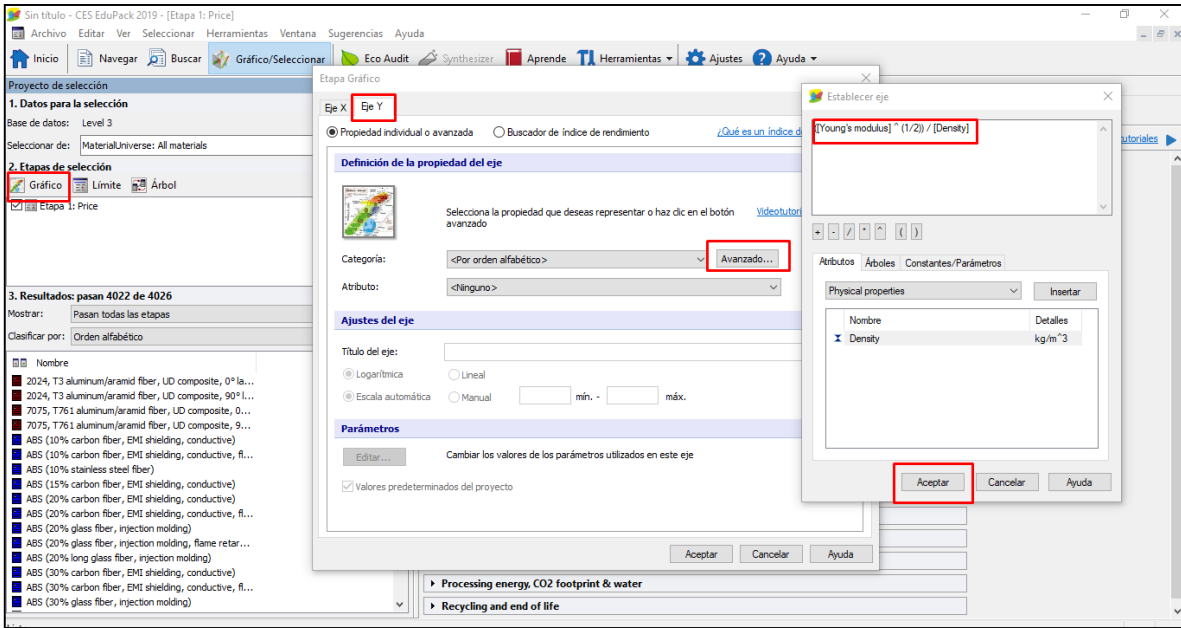 Sin título - CES EduPack 2019 - [Etapa 1: Price]
Archivo Editar Ver Seleccionar Herramientas Ventana Sugerencias Ayuda
Inicio Navegar Buscar Gráfico/Seleccionar Eco Audit Synthesizer Aprende Herramientas Ajustes Ayuda
Proyecto de selección
1. Datos para la selección
Base de datos: Level 3
Seleccionar de: MaterialUniverse: All materials
2. Etapas de selección
Gráfico Límite Árbol
Etapa 1: Price
3. Resultados: pasan 4022 de 4026
Mostrar: Pasan todas las etapas
Clasificar por: Orden alfabético
Nombre
2024, T3 aluminum/aramid fiber, UD composite, 0° la...
2024, T3 aluminum/aramid fiber, UD composite, 90° l...
7075, T761 aluminum/aramid fiber, UD composite, 0...
7075, T761 aluminum/aramid fiber, UD composite, 9...
ABS (10% carbon fiber, EMI shielding, conductive)
ABS (10% carbon fiber, EMI shielding, conductive, fl...
ABS (10% stainless steel fiber)
ABS (15% carbon fiber, EMI shielding, conductive)
ABS (20% carbon fiber, EMI shielding, conductive)
ABS (20% carbon fiber, EMI shielding, conductive, fl...
ABS (20% glass fiber, injection molding)
ABS (20% glass fiber, injection molding, flame retar...
ABS (20% long glass fiber, injection molding)
ABS (30% carbon fiber, EMI shielding, conductive)
ABS (30% carbon fiber, EMI shielding, conductive, fl...
ABS (30% glass fiber, injection molding)
Etapa Gráfico
Eje X Eje Y
Propiedad individual o avanzada Buscador de índice de rendimiento ¿Qué es un índice d
Definición de la propiedad del eje
Selecciona la propiedad que deseas representar o haz clic en el botón Videotutori
avanzado
Categoría: <Por orden alfabético> Avanzado...
Atributo: <Ninguno>
Ajustes del eje
Título del eje:
Logarítmica Lineal
Escala automática Manual mín. - máx.
Parámetros
Editar... Cambiar los valores de los parámetros utilizados en este eje
Valores predeterminados del proyecto
Aceptar Cancelar Ayuda
Processing energy, CO2 footprint & water
Recycling and end of life
Establecer eje
([Young's modulus] ^ (1/2)) / [Density]
+ - / * ^ ( )
Atributos Árboles Constantes/Parámetros
Physical properties Insertar
Nombre Detalles
Density kg/m^3
Aceptar Cancelar Ayuda
utoriales